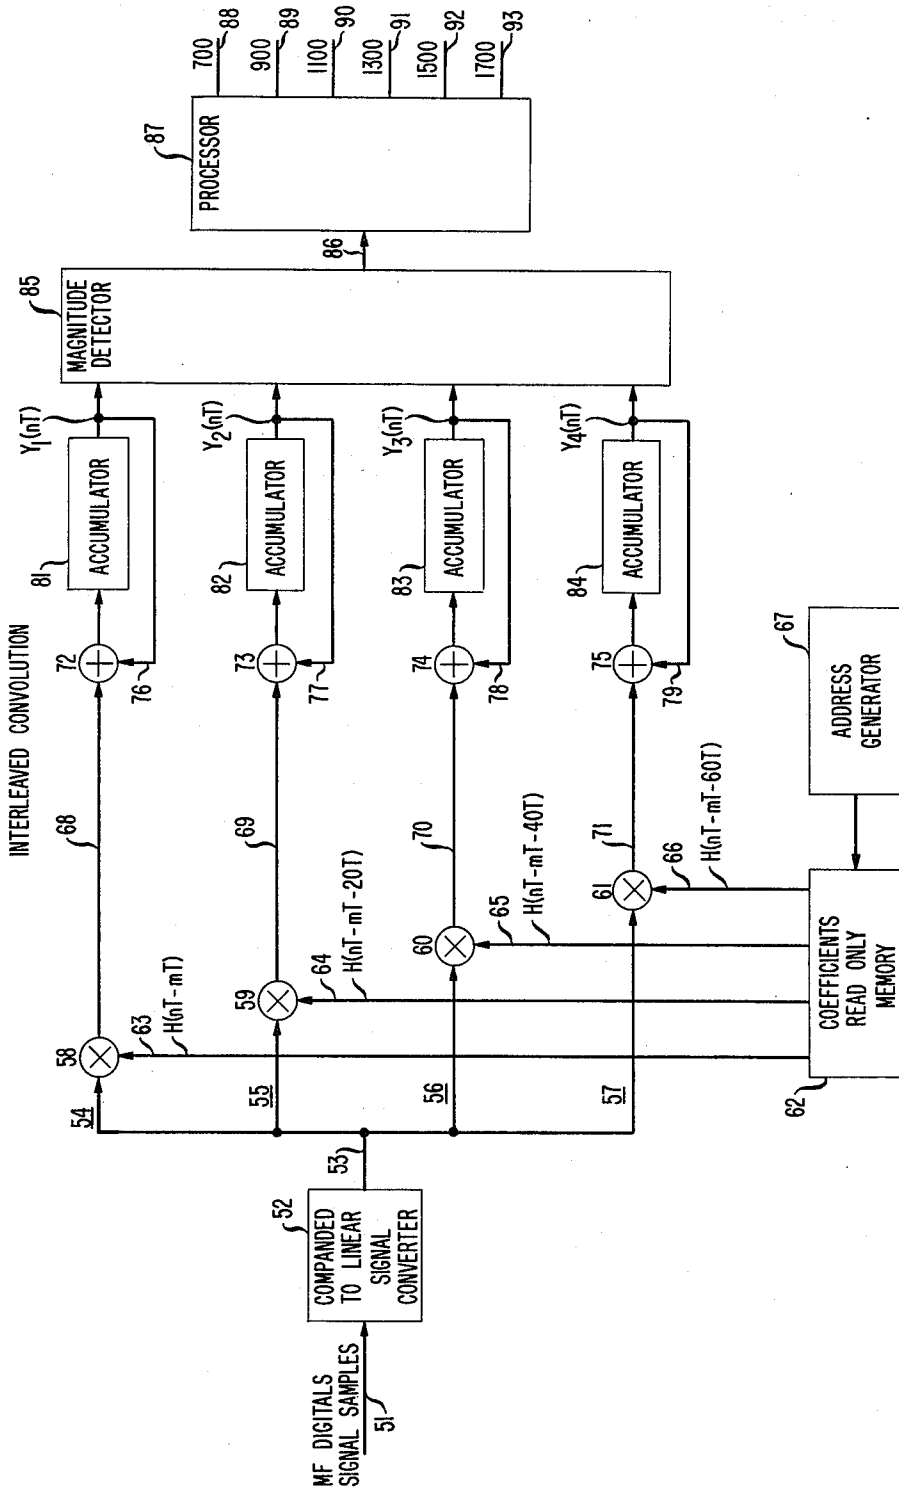 INTERLEAVED CONVOLUTION
MF DIGITALS
SIGNAL SAMPLES
51
52
COMPANDED
TO LINEAR
SIGNAL
CONVERTER
53
54
55
56
57
58
59
60
61
62
COEFFICIENTS
READ ONLY
MEMORY
63
H(nT-mT)
64
H(nT-mT-20T)
65
H(nT-mT-40T)
66
H(nT-mT-60T)
67
ADDRESS
GENERATOR
68
69
70
71
72
73
74
75
76
77
78
79
81
ACCUMULATOR
82
ACCUMULATOR
83
ACCUMULATOR
84
ACCUMULATOR
Y1(nT)
Y2(nT)
Y3(nT)
Y4(nT)
85
MAGNITUDE
DETECTOR
86
87
PROCESSOR
700 88
900 89
1100 90
1300 91
1500 92
1700 93